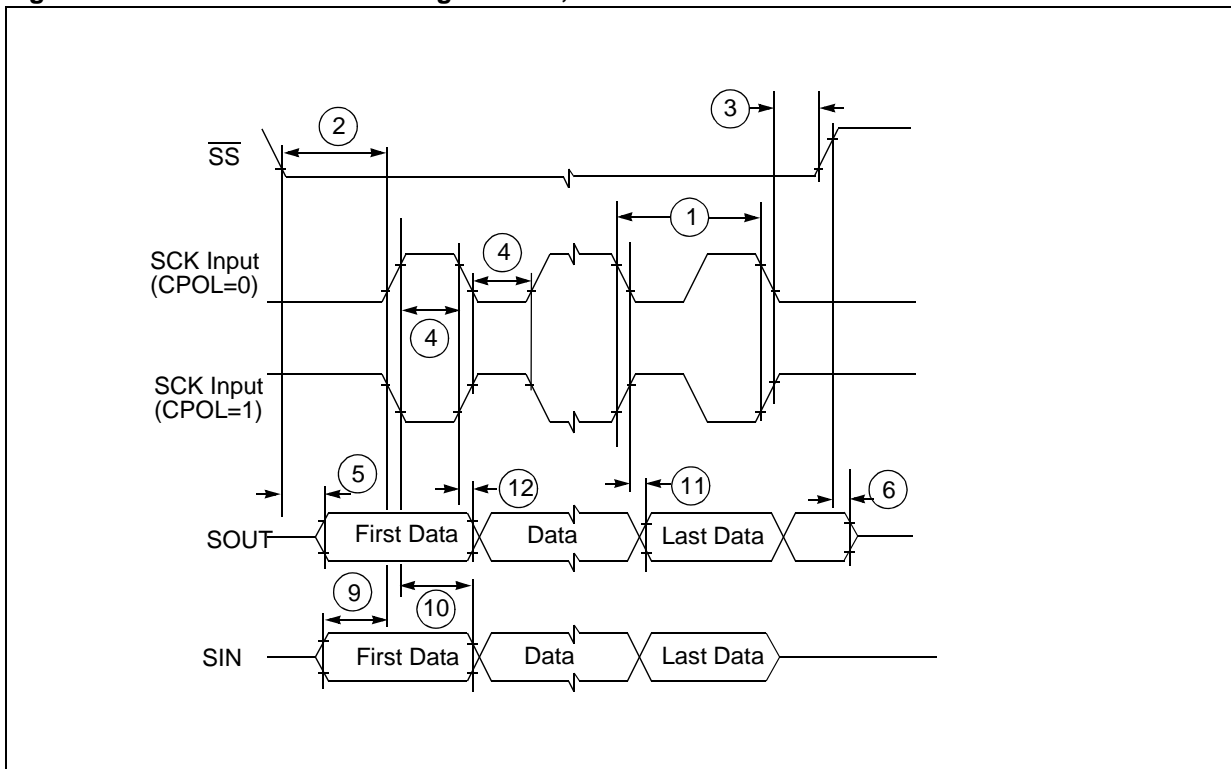 3
2
SS
1
SCK Input
(CPOL=0)
4
4
SCK Input
(CPOL=1)
5
12
11
6
SOUT
First Data
Data
Last Data
9
10
SIN
First Data
Data
Last Data